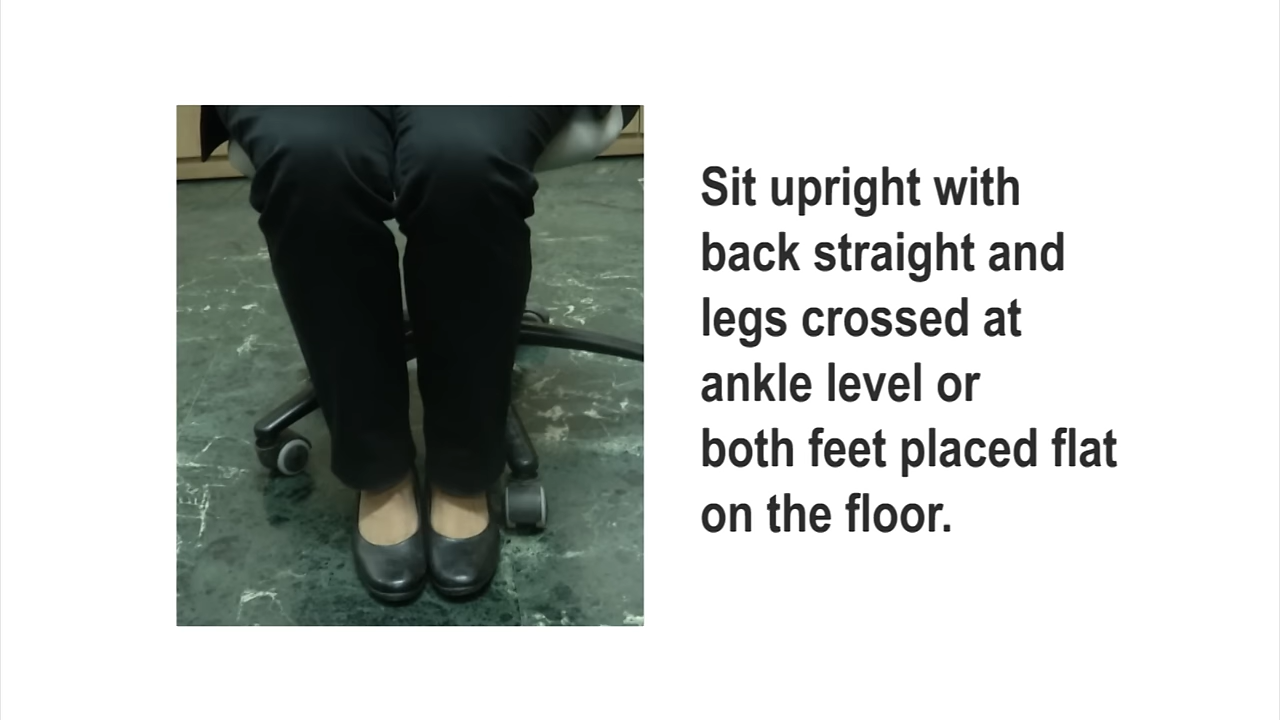 Sit upright with
back straight and
legs crossed at
ankle level or
both feet placed flat
on the floor.